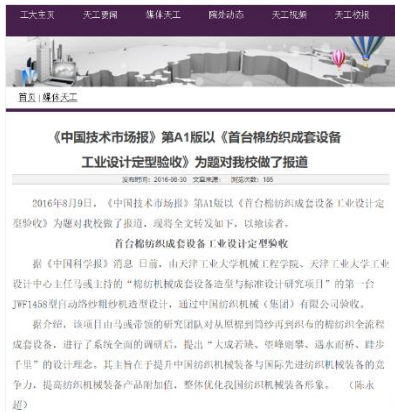 工大主页 天工要闻 媒体天工 院处动态 天工视频 天工校报
首页 | 媒体天工
《中国技术市场报》第A1版以《首台棉纺织成套设备
工业设计定型验收》为题对我校做了报道
发布时间：2016-08-30 文章来源： 浏览次数：185
2016年8月9日，《中国技术市场报》第A1版以《首台棉纺织成套设备工业设计定
型验收》为题对我校做了报道，现将全文转发如下，以飨读者。
首台棉纺织成套设备工业设计定型验收
据《中国科学报》消息 日前，由天津工业大学机械工程学院、天津工业大学工业
设计中心主任马彧主持的“棉纺机械成套设备造型与标准设计研究项目”的第一台
JWF1458型自动络纱粗纱机造型设计，通过中国纺织机械（集团）有限公司验收。
据介绍，该项目由马彧带领的研究团队对从原棉到筒纱再到织布的棉纺织全流程
成套设备，进行了系统全面的调研后，提出“大成若缺、望峰则攀、遇水而桥、跬步
千里”的设计理念。其主旨在于提升中国纺织机械装备与国际先进纺织机械装备的竞
争力，提高纺织机械装备产品附加值，整体优化我国纺织机械装备形象。 （陈永
超）